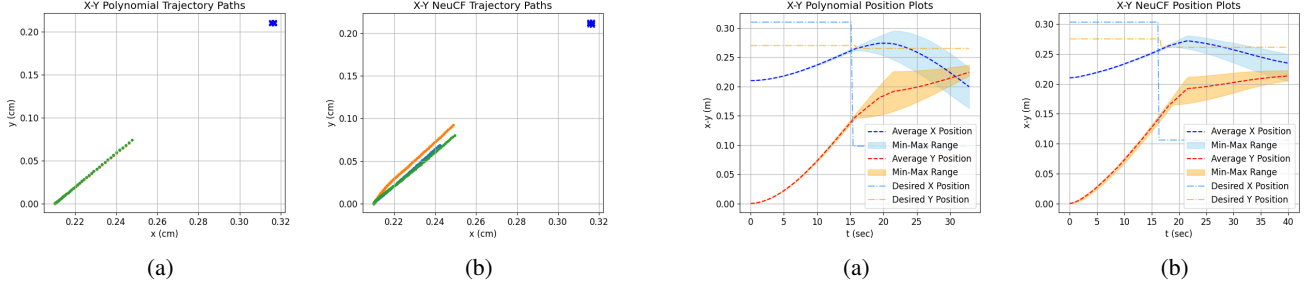 X-Y Polynomial Trajectory Paths
0.20
0.15
0.10
0.05
0.00
y (cm)
0.22 0.24 0.26 0.28 0.30 0.32
x (cm)
(a)
X-Y NeuCF Trajectory Paths
0.20
0.15
0.10
0.05
0.00
y (cm)
0.22 0.24 0.26 0.28 0.30 0.32
x (cm)
(b)
X-Y Polynomial Position Plots
0.30
0.25
0.20
0.15
0.10
0.05
0.00
x-y (m)
Average X Position
Min-Max Range
Average Y Position
Min-Max Range
Desired X Position
Desired Y Position
0 5 10 15 20 25 30
t (sec)
(a)
X-Y NeuCF Position Plots
0.30
0.25
0.20
0.15
0.10
0.05
0.00
x-y (m)
Average X Position
Min-Max Range
Average Y Position
Min-Max Range
Desired X Position
Desired Y Position
0 5 10 15 20 25 30 35 40
t (sec)
(b)